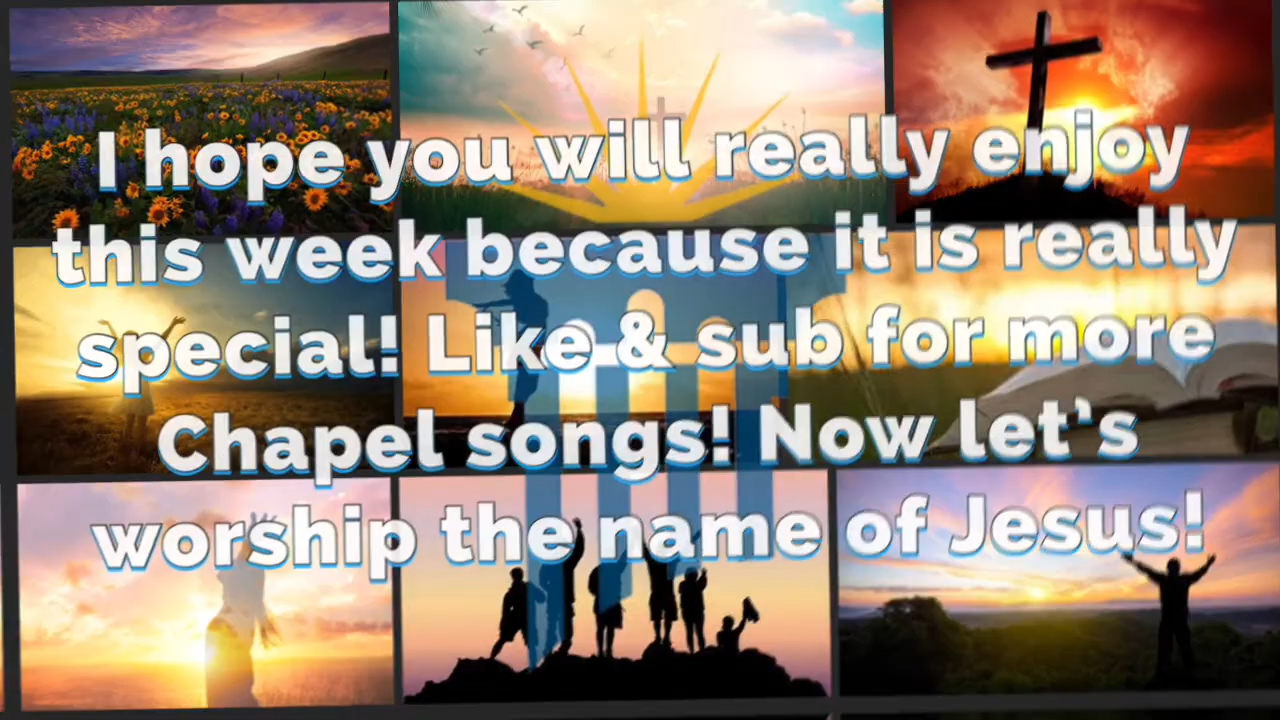 I hope you will really enjoy
this week because it is really
special! Like & sub for more
Chapel songs! Now let's
worship the name of Jesus!